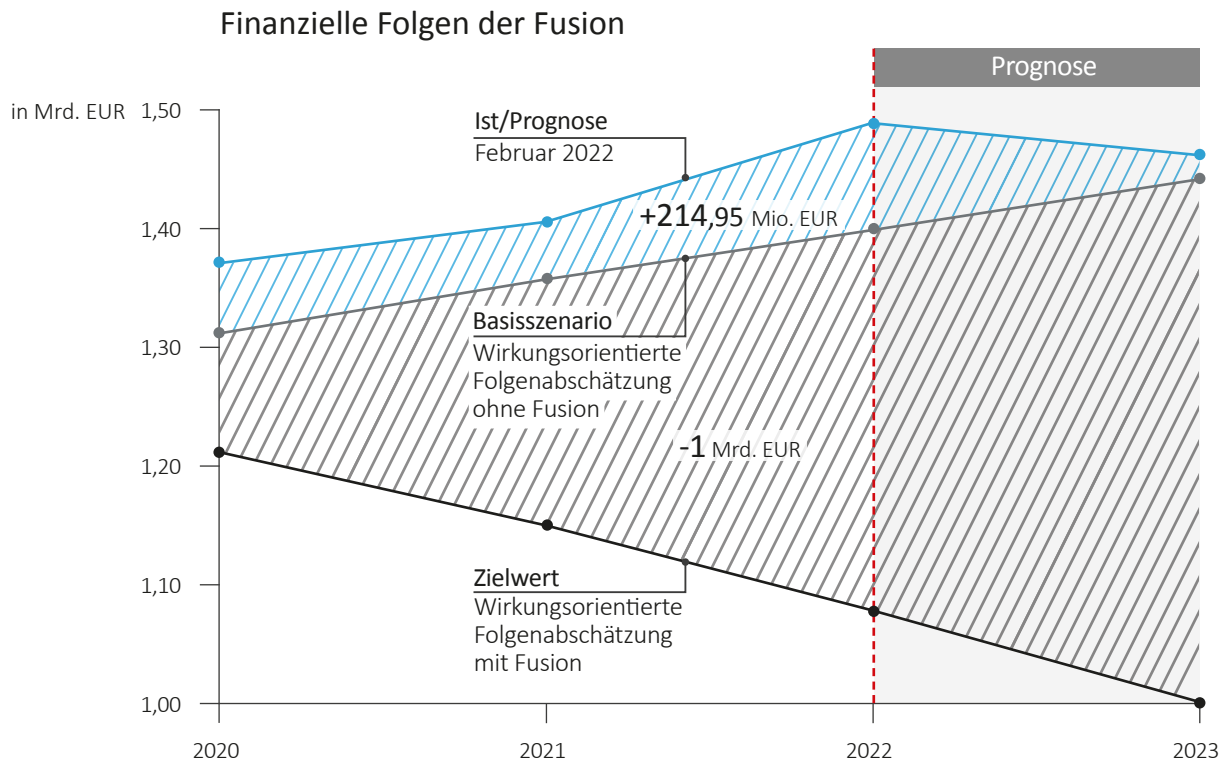 Finanzielle Folgen der Fusion
Prognose
in Mrd. EUR
1,50
Ist/Prognose
Februar 2022
1,40
+214,95 Mio. EUR
1,30
Basisszenario
Wirkungsorientierte
Folgenabschätzung
ohne Fusion
-1 Mrd. EUR
1,20
1,10
Zielwert
Wirkungsorientierte
Folgenabschätzung
mit Fusion
1,00
2020
2021
2022
2023